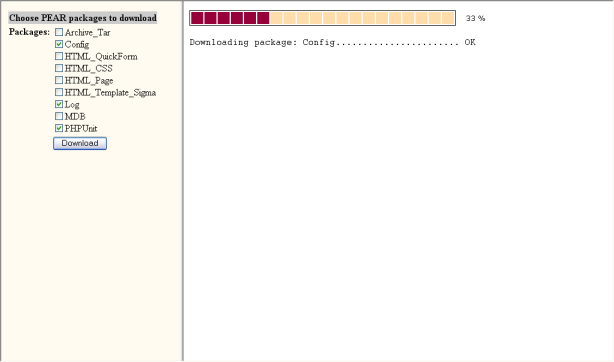 Choose PEAR packages to download
Packages: Archive_Tar
Config
HTML_QuickForm
HTML_CSS
HTML_Page
HTML_Template_Sigma
Log
MDB
PHPUnit
Download
33 %
Downloading package: Config....................... OK